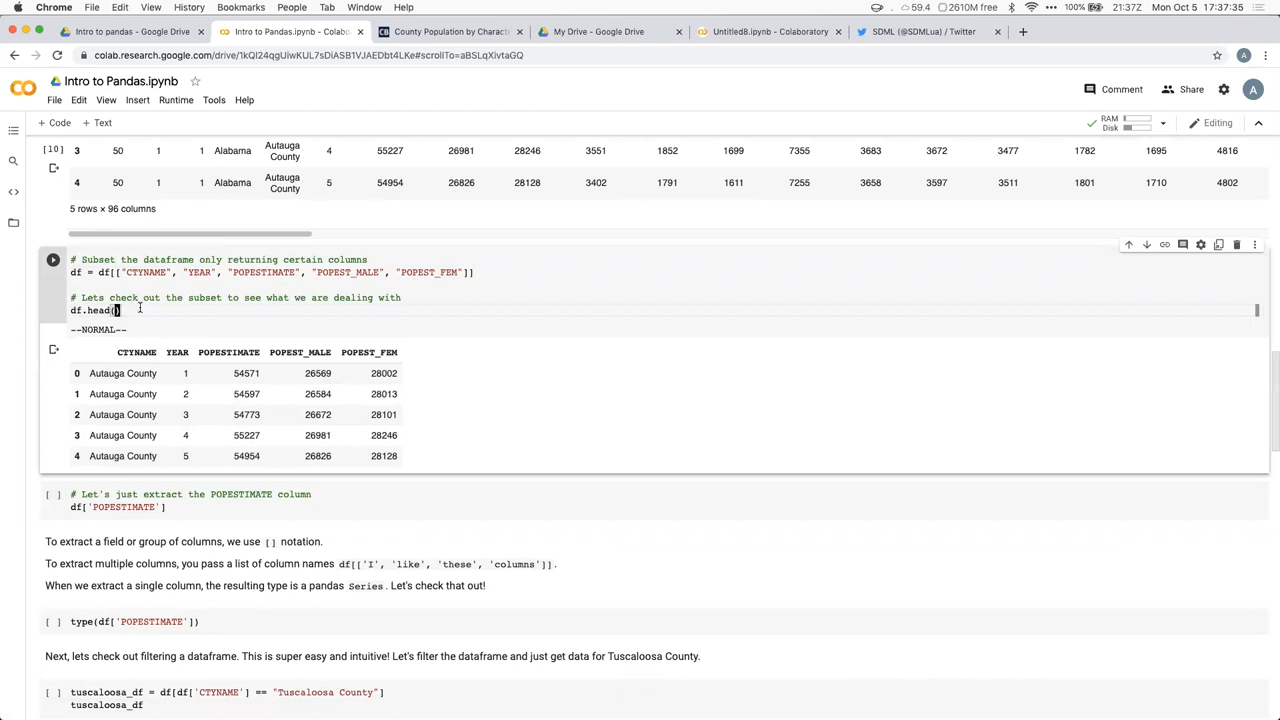 Chrome File Edit View History Bookmarks People Tab Window Help 59.4 2610M free 100% 21:37Z Mon Oct 5 17:37:35
Intro to pandas - Google Drive × Intro to Pandas.ipynb - Colabo × County Population by Charact × My Drive - Google Drive × Untitled8.ipynb - Colaboratory × SDML (@SDMLua) / Twitter × +
colab.research.google.com/drive/1kQl24qgUiwKUL7sDiASB1VJAEDbt4LKe#scrollTo=aBSLqXivtaGQ A
CO Intro to Pandas.ipynb Comment Share A
File Edit View Insert Runtime Tools Help
+ Code + Text RAM Disk Editing
[10] 3 50 1 1 Alabama Autauga County 4 55227 26981 28246 3551 1852 1699 7355 3683 3672 3477 1782 1695 4816
4 50 1 1 Alabama Autauga County 5 54954 26826 28128 3402 1791 1611 7255 3658 3597 3511 1801 1710 4802
5 rows × 96 columns
# Subset the dataframe only returning certain columns
df = df[["CTYNAME", "YEAR", "POPESTIMATE", "POPEST_MALE", "POPEST_FEM"]]
# Lets check out the subset to see what we are dealing with
df.head()
--NORMAL--
CTYNAME YEAR POPESTIMATE POPEST_MALE POPEST_FEM
0 Autauga County 1 54571 26569 28002
1 Autauga County 2 54597 26584 28013
2 Autauga County 3 54773 26672 28101
3 Autauga County 4 55227 26981 28246
4 Autauga County 5 54954 26826 28128
[ ] # Let's just extract the POPESTIMATE column
df['POPESTIMATE']
To extract a field or group of columns, we use [] notation.
To extract multiple columns, you pass a list of column names df[['I', 'like', 'these', 'columns']].
When we extract a single column, the resulting type is a pandas Series. Let's check that out!
[ ] type(df['POPESTIMATE'])
Next, lets check out filtering a dataframe. This is super easy and intuitive! Let's filter the dataframe and just get data for Tuscaloosa County.
[ ] tuscaloosa_df = df[df['CTYNAME'] == "Tuscaloosa County"]
tuscaloosa_df